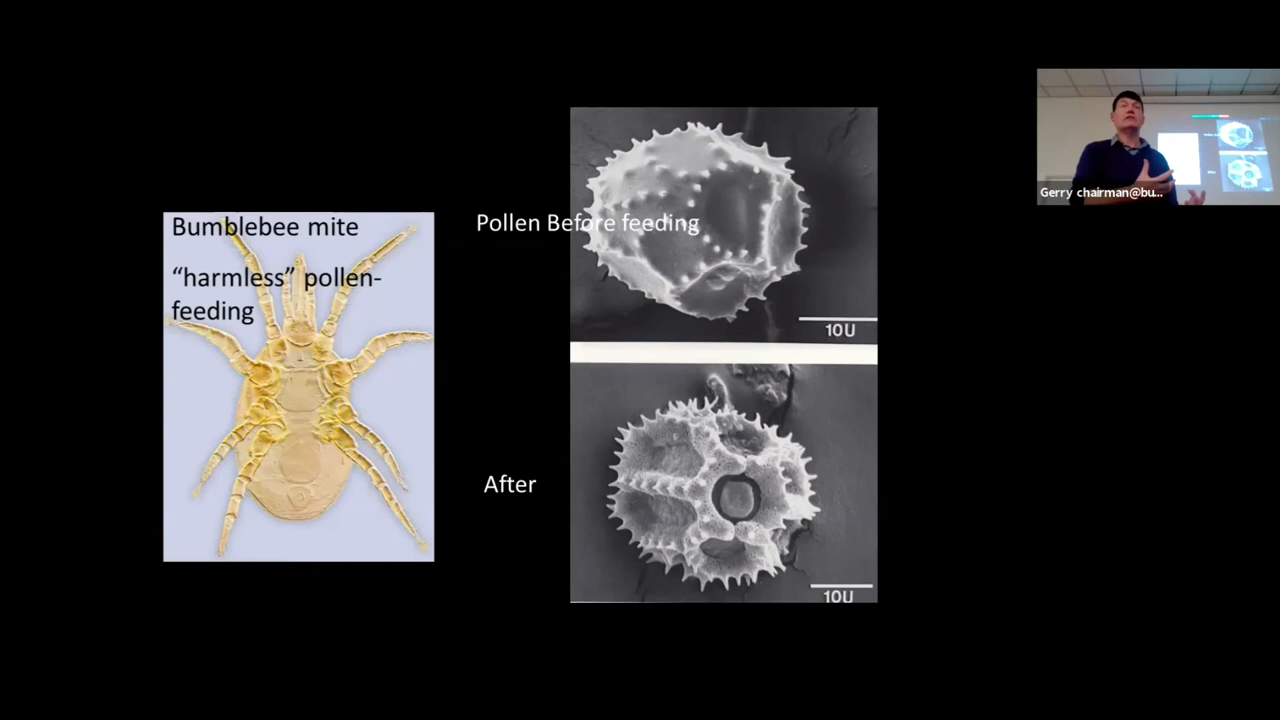 Bumblebee mite
“harmless” pollen-
feeding
Pollen Before feeding
10U
After
10U
Gerry chairman@bu...